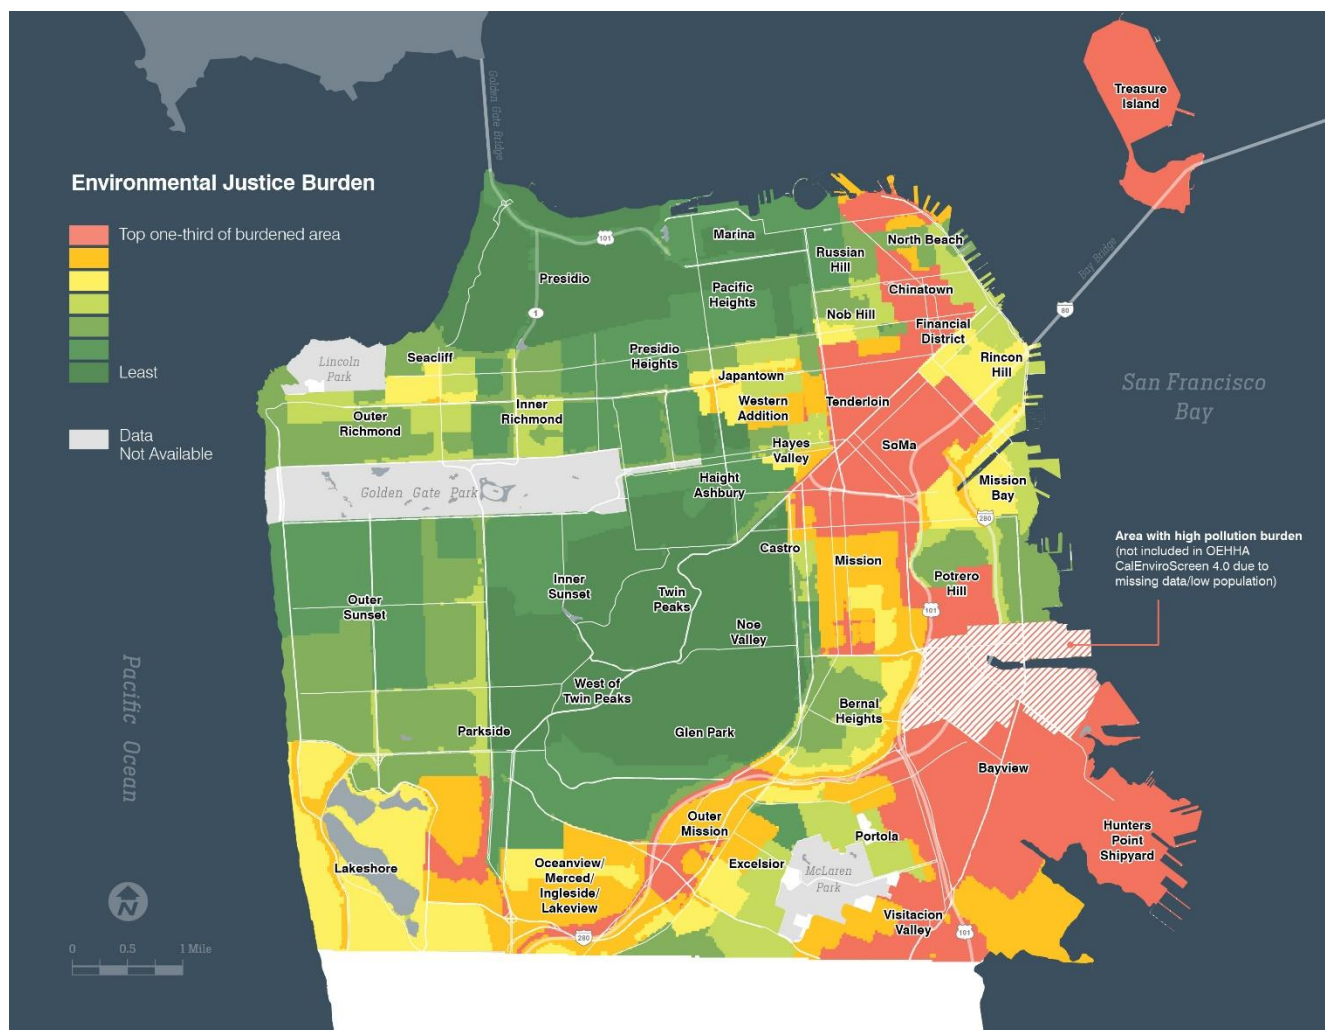 Environmental Justice Burden
Top one-third of burdened area
Least
Data
Not Available
Golden Gate Bridge
Treasure
Island
Bay Bridge
80
101
Marina
Presidio
1
Pacific
Heights
Russian
Hill
North Beach
Chinatown
Nob Hill
Financial
District
Rincon
Hill
Lincoln
Park
Seacliff
Presidio
Heights
Japantown
Western
Addition
Tenderloin
Outer
Richmond
Inner
Richmond
Hayes
Valley
SoMa
San Francisco
Bay
Golden Gate Park
Haight
Ashbury
Mission
Bay
280
Castro
Mission
Potrero
Hill
101
Area with high pollution burden
(not included in OEHHA
CalEnviroScreen 4.0 due to
missing data/low population)
Outer
Sunset
Inner
Sunset
Twin
Peaks
Noe
Valley
West of
Twin Peaks
Bernal
Heights
Parkside
Glen Park
Pacific Ocean
Bayview
Outer
Mission
Portola
Hunters
Point
Shipyard
Lakeshore
Oceanview/
Merced/
Ingleside/
Lakeview
Excelsior
McLaren
Park
Visitacion
Valley
280
101
N
0 0.5 1 Mile